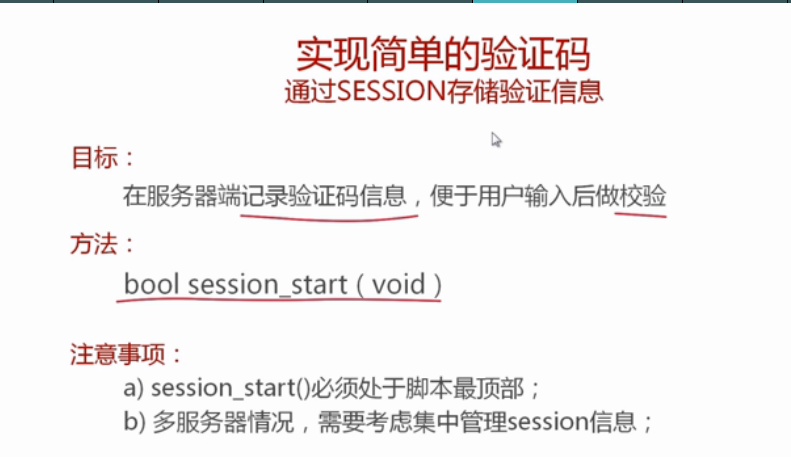 实现简单的验证码
通过SESSION存储验证信息
目标：
在服务器端记录验证码信息，便于用户输入后做校验
方法：
bool session_start ( void )
注意事项：
a) session_start()必须处于脚本最顶部；
b) 多服务器情况，需要考虑集中管理session信息；